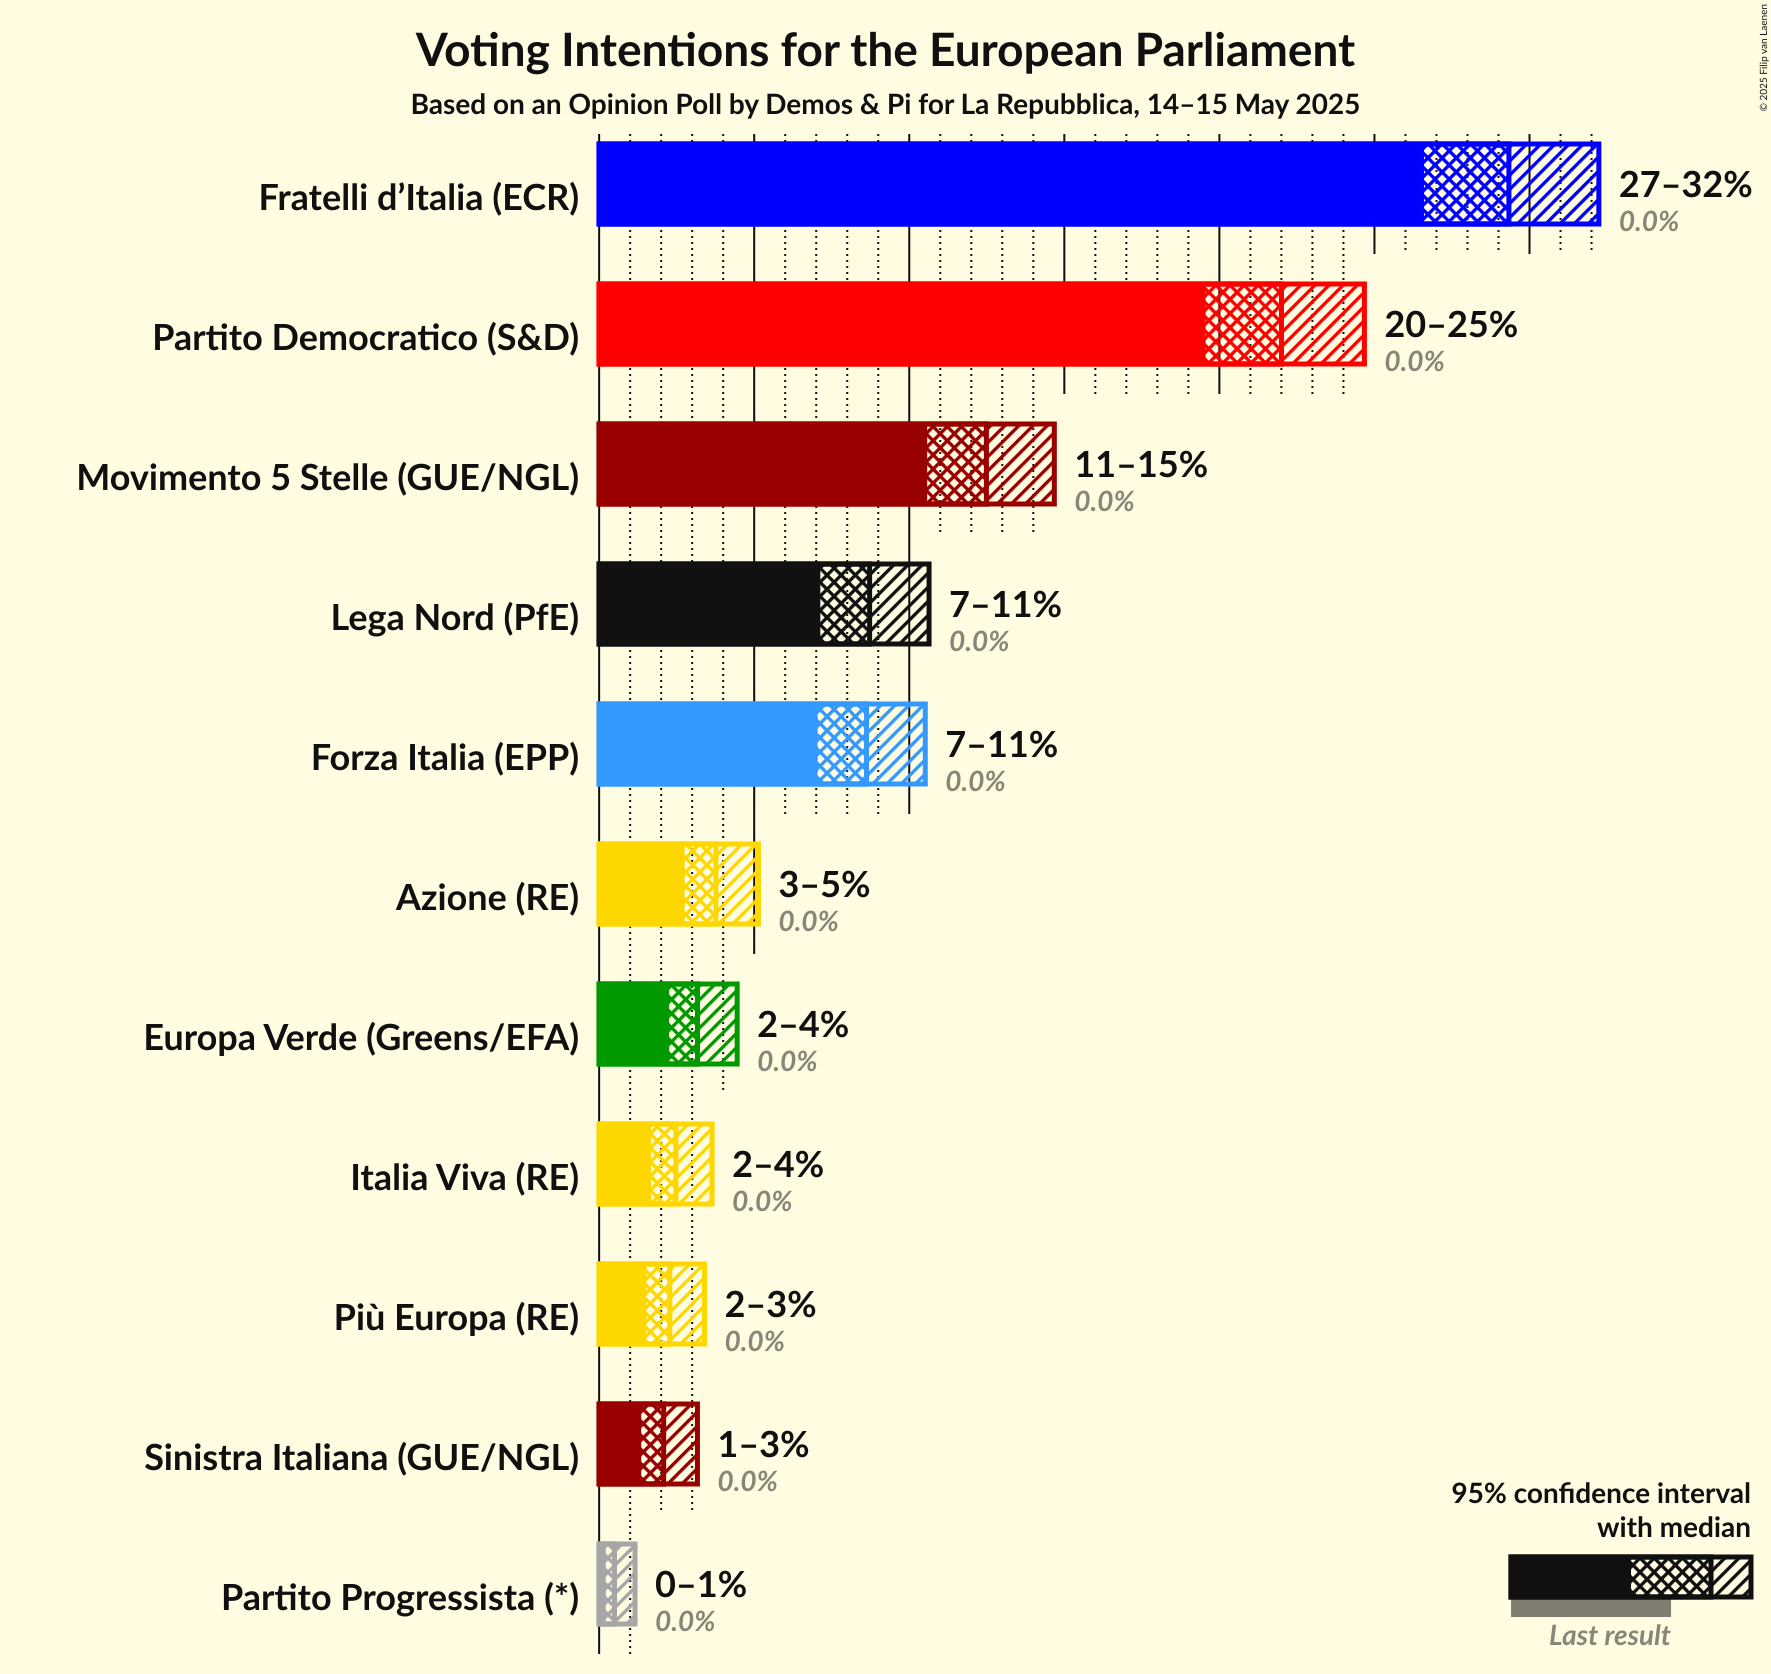 Voting Intentions for the European Parliament
Based on an Opinion Poll by Demos & Pi for La Repubblica, 14–15 May 2025
© 2025 Filip van Laenen
Fratelli d’Italia (ECR)
27–32%
0.0%
Partito Democratico (S&D)
20–25%
0.0%
Movimento 5 Stelle (GUE/NGL)
11–15%
0.0%
Lega Nord (PfE)
7–11%
0.0%
Forza Italia (EPP)
7–11%
0.0%
Azione (RE)
3–5%
0.0%
Europa Verde (Greens/EFA)
2–4%
0.0%
Italia Viva (RE)
2–4%
0.0%
Più Europa (RE)
2–3%
0.0%
Sinistra Italiana (GUE/NGL)
1–3%
0.0%
Partito Progressista (*)
0–1%
0.0%
95% confidence interval
with median
Last result